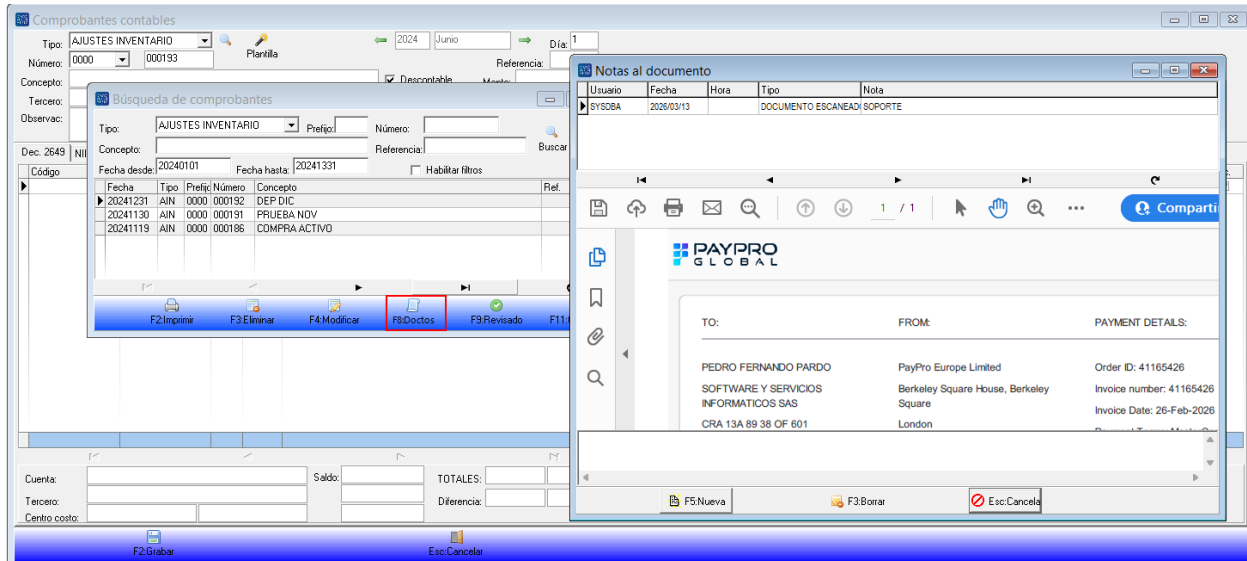 Comprobantes contables
Tipo: AJUSTES INVENTARIO
Plantilla
2024 Junio Día: 1
Número: 0000 000193
Referencia:
Concepto:
Descontable
Tercero:
Observac:
Dec. 2649
Código
Búsqueda de comprobantes
Tipo: AJUSTES INVENTARIO Prefijo: Número:
Concepto: Referencia: Buscar
Fecha desde: 20240101 Fecha hasta: 20241331 Habilitar filtros
Fecha Tipo Prefijo Número Concepto Ref.
20241231 AIN 0000 000192 DEP DIC
20241130 AIN 0000 000191 PRUEBA NOV
20241119 AIN 0000 000186 COMPRA ACTIVO
F2:Imprimir F3:Eliminar F4:Modificar F8:Doctos F9:Revisado F11:
Notas al documento
Usuario Fecha Hora Tipo Nota
SYSDBA 2026/03/13 DOCUMENTO ESCANEAD SOPORTE
1 / 1
Comparti
PAYPRO
GLOBAL
TO: FROM: PAYMENT DETAILS:
PEDRO FERNANDO PARDO PayPro Europe Limited Order ID: 41165426
SOFTWARE Y SERVICIOS Berkeley Square House, Berkeley Invoice number: 41165426
INFORMATICOS SAS Square Invoice Date: 26-Feb-2026
CRA 13A 89 38 OF 601 London
F5:Nueva F3:Borrar Esc:Cancela
Cuenta: Saldo: TOTALES:
Tercero: Diferencia:
Centro costo:
F2:Grabar Esc:Cancelar